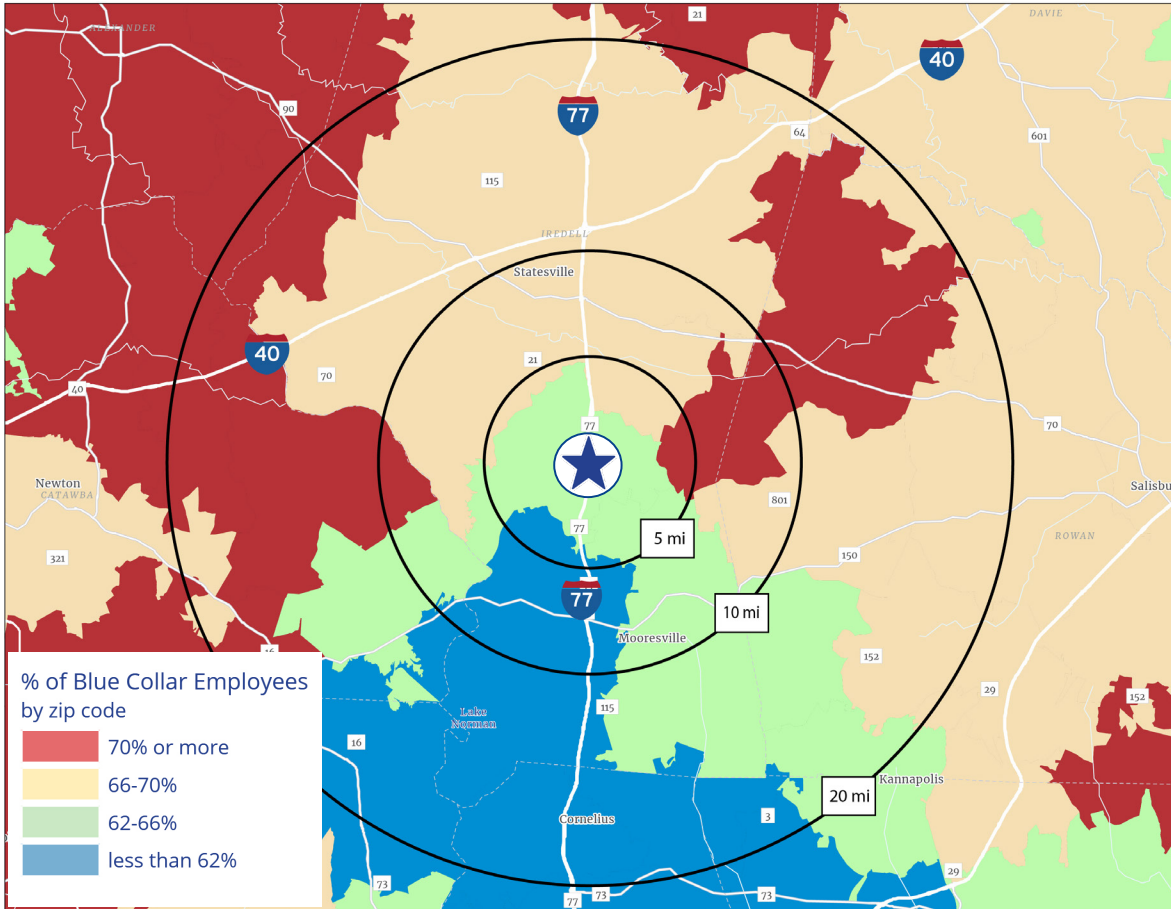 21
DAVIE
ALEXANDER
40
90
77
64
601
115
IREDELL
Statesville
40
21
70
40
77
70
Newton
CATAWBA
801
Salisbu
77
5 mi
ROWAN
321
150
77
10 mi
Mooresville
16
152
% of Blue Collar Employees
by zip code
70% or more
66-70%
62-66%
less than 62%
29
152
115
Lake
Norman
16
Kannapolis
20 mi
Cornelius
3
29
73
73
73
77